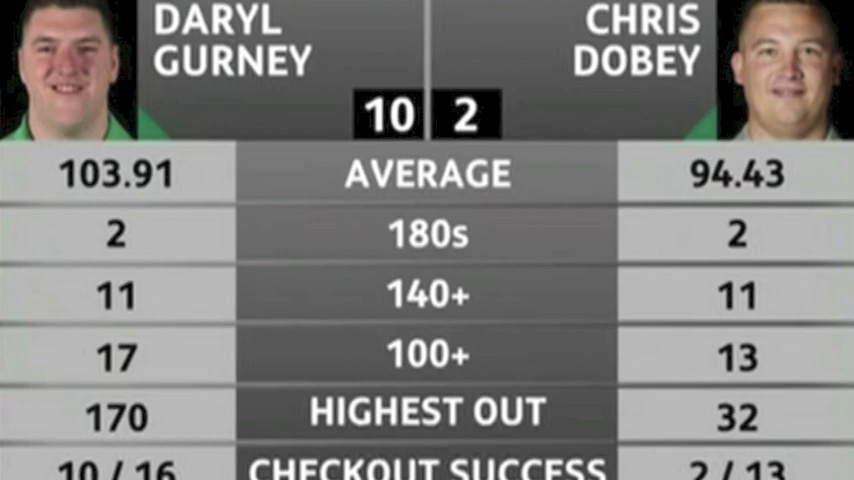 DARYL
GURNEY
CHRIS
DOBEY
10 2
103.91 AVERAGE 94.43
2 180s 2
11 140+ 11
17 100+ 13
170 HIGHEST OUT 32
10 / 16 CHECKOUT SUCCESS 2 / 13